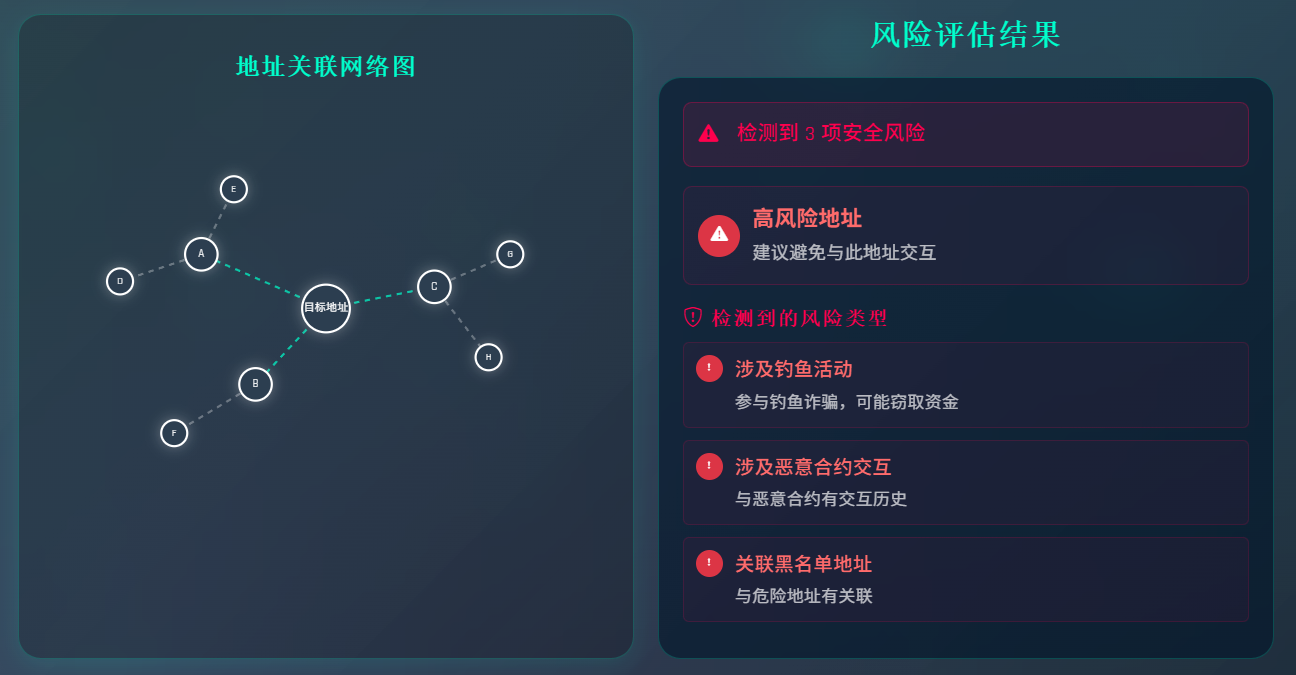 地址关联网络图
E
A
D
目标地址
C
G
H
B
F
风险评估结果
检测到 3 项安全风险
高风险地址
建议避免与此地址交互
检测到的风险类型
涉及钓鱼活动
参与钓鱼诈骗，可能窃取资金
涉及恶意合约交互
与恶意合约有交互历史
关联黑名单地址
与危险地址有关联